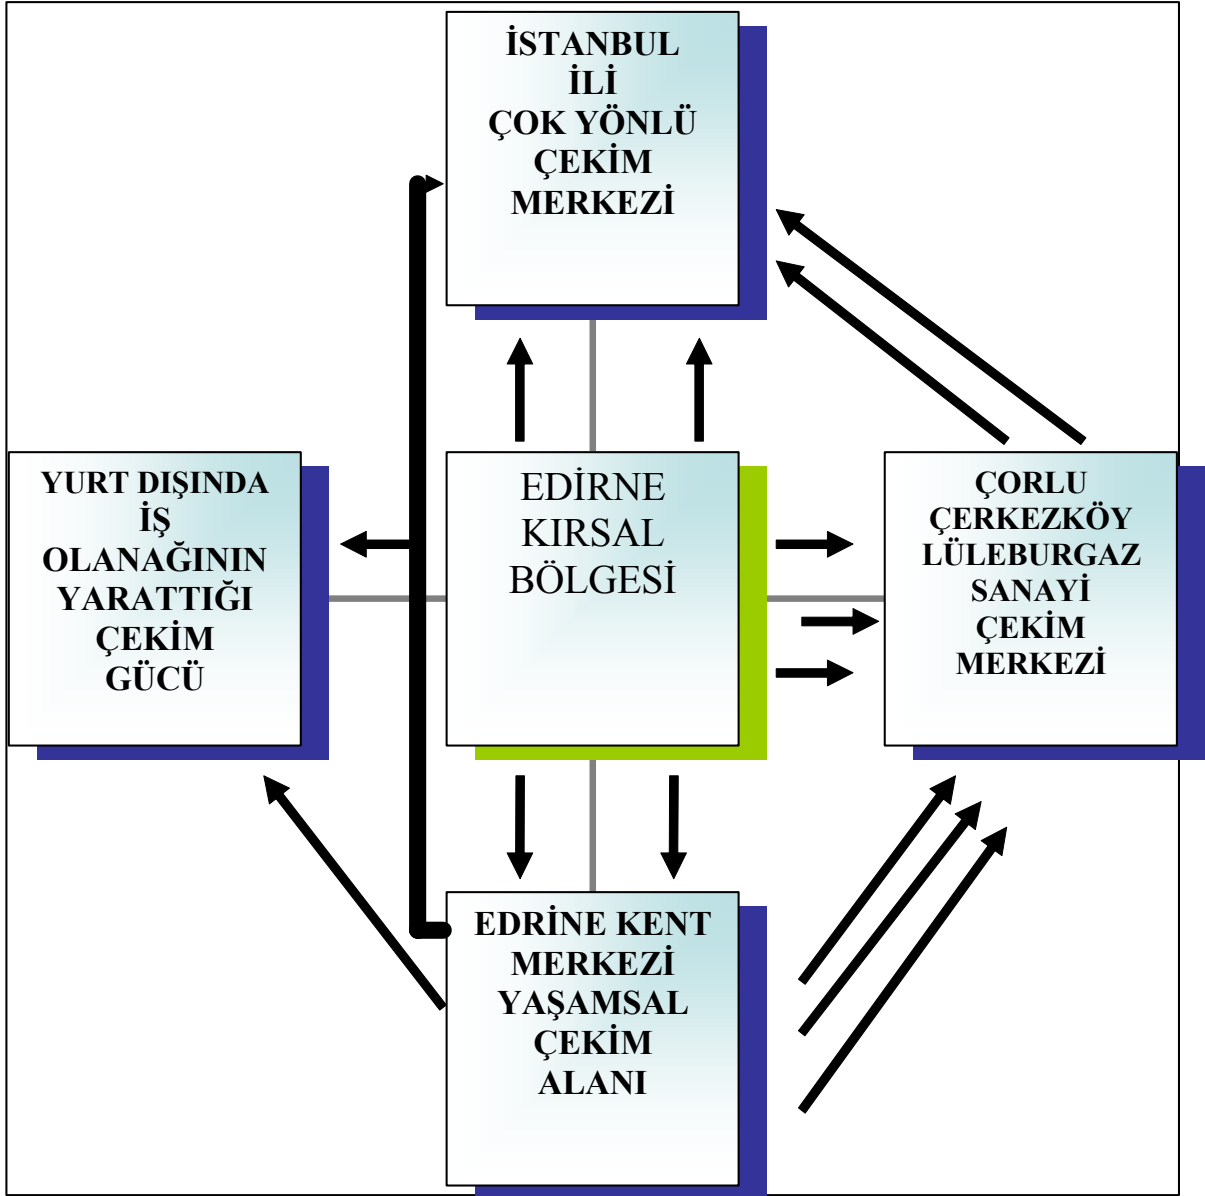 İSTANBUL
İLİ
ÇOK YÖNLÜ
ÇEKİM
MERKEZİ
YURT DIŞINDA
İŞ
OLANAĞININ
YARATTIĞI
ÇEKİM
GÜCÜ
EDİRNE
KIRSAL
BÖLGESİ
ÇORLU
ÇERKEZKÖY
LÜLEBURGAZ
SANAYİ
ÇEKİM
MERKEZİ
EDRİNE KENT
MERKEZİ
YAŞAMSAL
ÇEKİM
ALANI